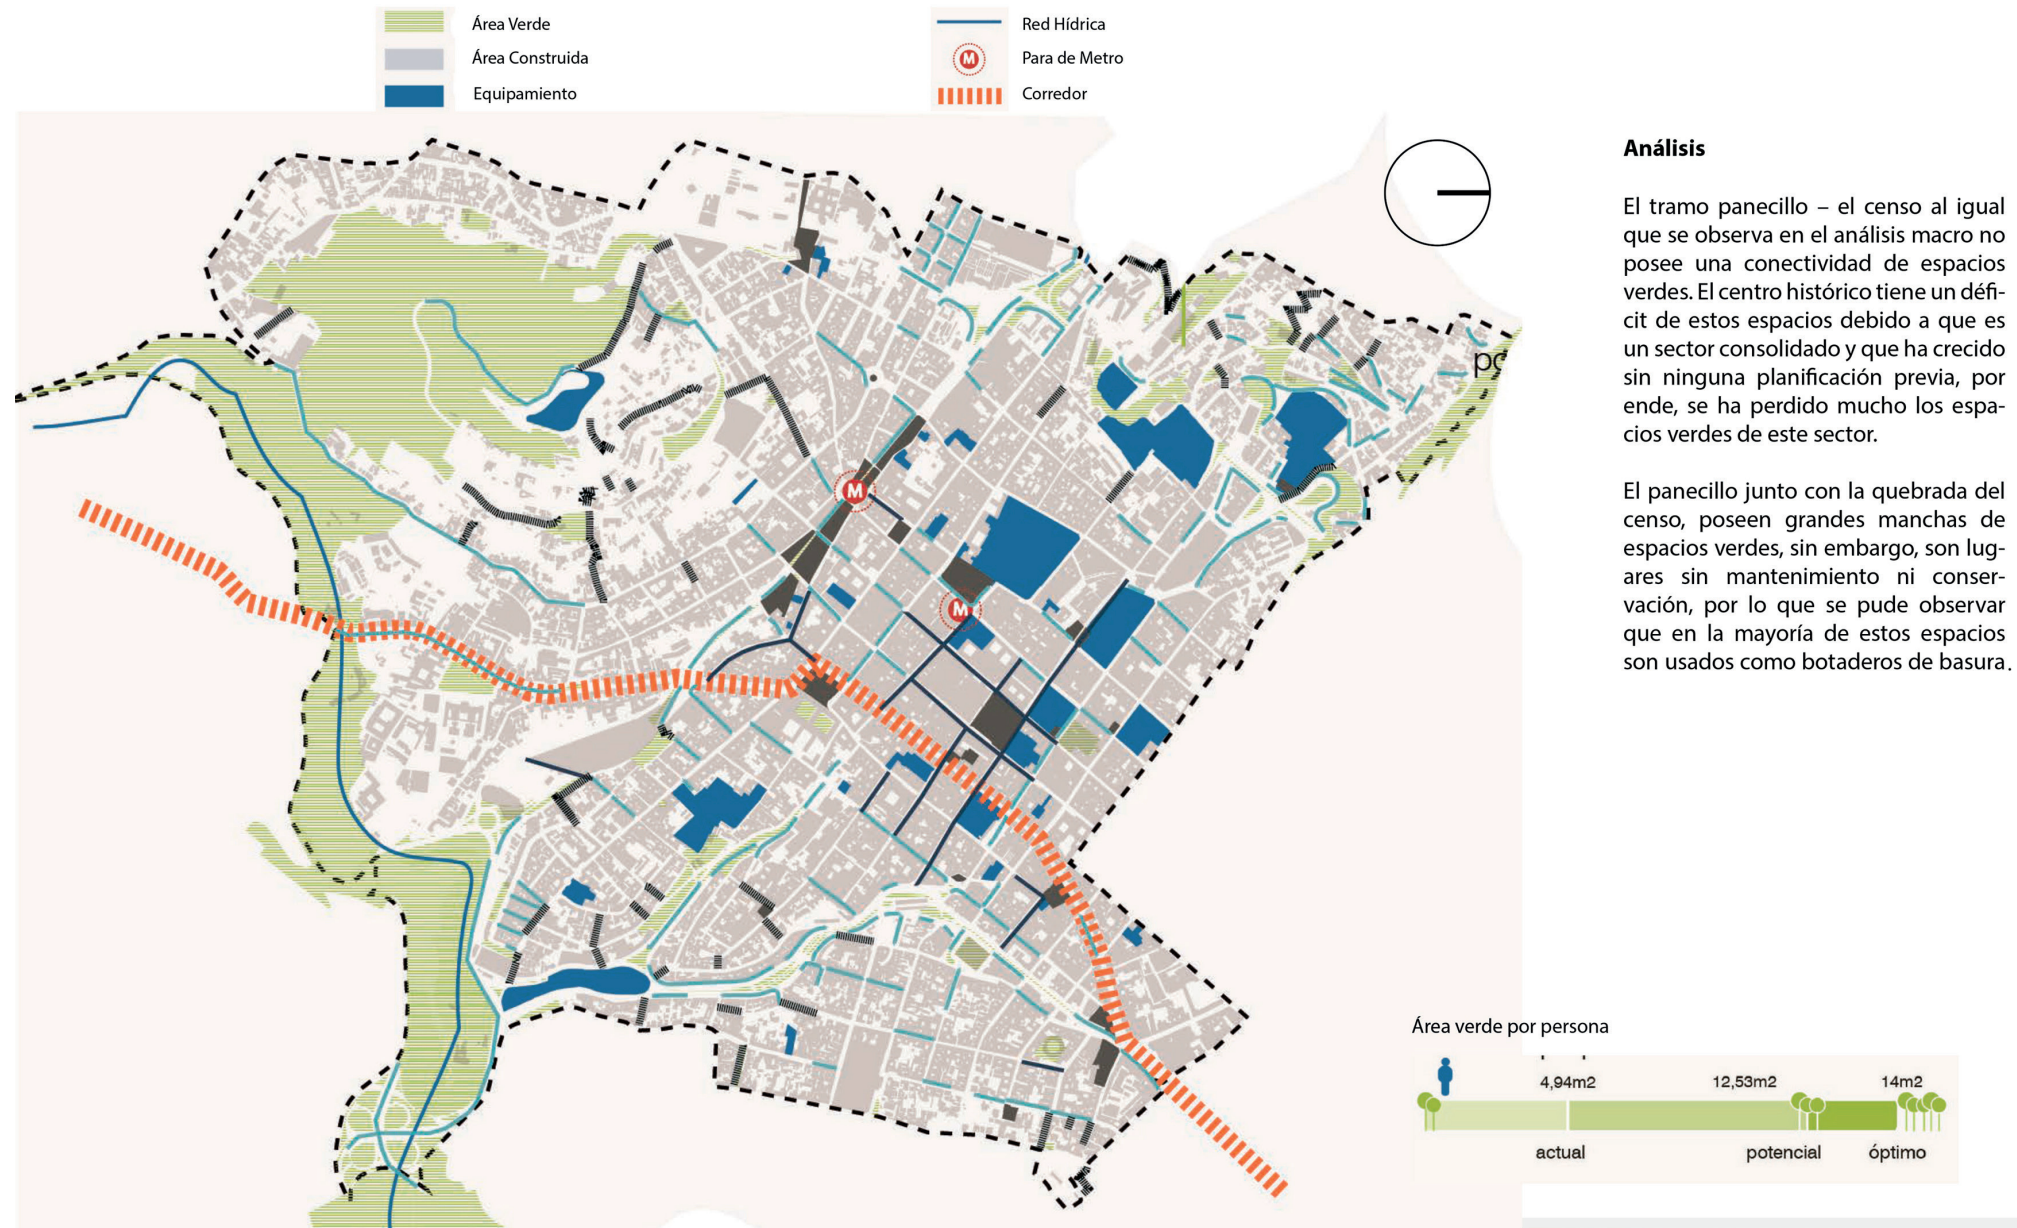 Área Verde
Área Construida
Equipamiento
Red Hídrica
M
Para de Metro
Corredor
Análisis
El tramo panecillo – el censo al igual
que se observa en el análisis macro no
posee una conectividad de espacios
verdes. El centro histórico tiene un défi-
cit de estos espacios debido a que es
un sector consolidado y que ha crecido
sin ninguna planificación previa, por
ende, se ha perdido mucho los espa-
cios verdes de este sector.
El panecillo junto con la quebrada del
censo, poseen grandes manchas de
espacios verdes, sin embargo, son lug-
ares sin mantenimiento ni conser-
vación, por lo que se pude observar
que en la mayoría de estos espacios
son usados como botaderos de basura.
M
M
Área verde por persona
4,94m2 12,53m2 14m2
actual potencial óptimo